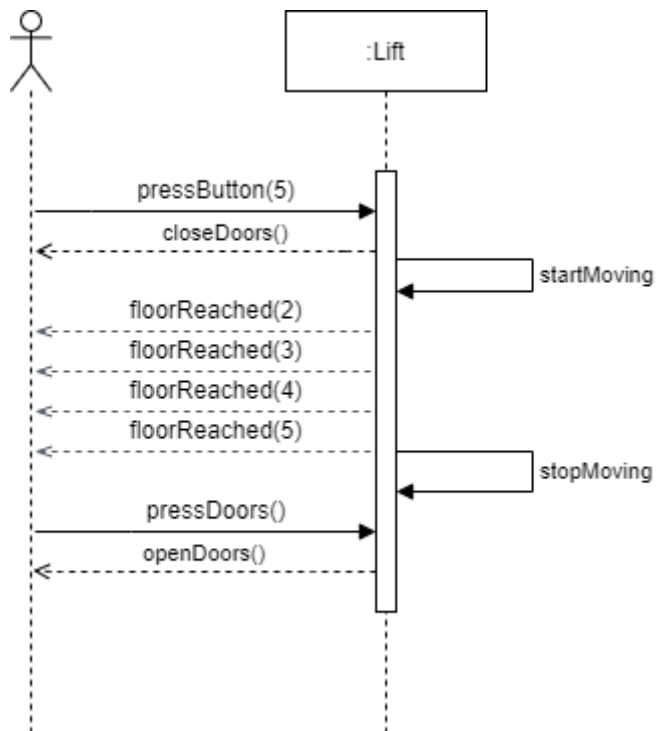 :Lift
pressButton(5)
closeDoors()
startMoving
floorReached(2)
floorReached(3)
floorReached(4)
floorReached(5)
stopMoving
pressDoors()
openDoors()